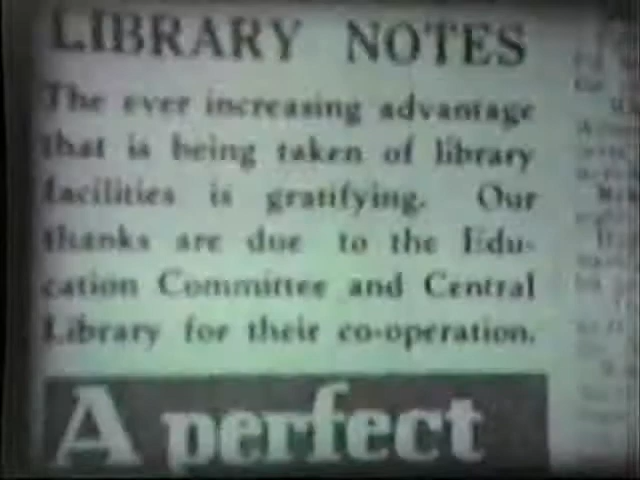 LIBRARY NOTES
The ever increasing advantage
that is being taken of library
facilities is gratifying. Our
thanks are due to the Edu-
cation Committee and Central
Library for their co-operation.
A perfect